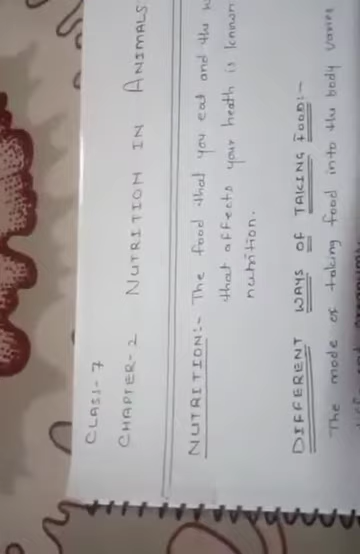 CLASS-7
CHAPTER-2 NUTRITION IN ANIMALS
NUTRITION:- The food that you eat and the
that affects your heath is known
nutrition.
DIFFERENT WAYS OF TAKING FOOD:-
The mode of taking food into the body varies